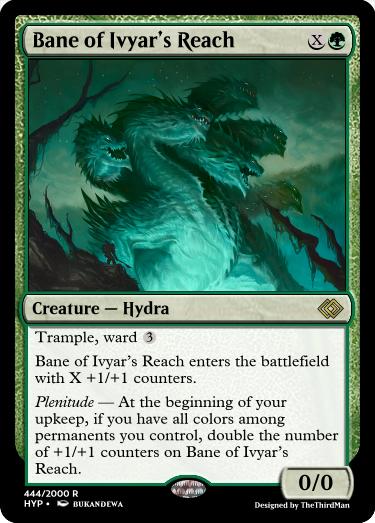 Bane of Ivyar's Reach X
Creature — Hydra
Trample, ward 3
Bane of Ivyar's Reach enters the battlefield
with X +1/+1 counters.
Plenitude — At the beginning of your
upkeep, if you have all colors among
permanents you control, double the number
of +1/+1 counters on Bane of Ivyar's
Reach.
0/0
444/2000 R
HYP • BUKANDEWA
Designed by TheThirdMan